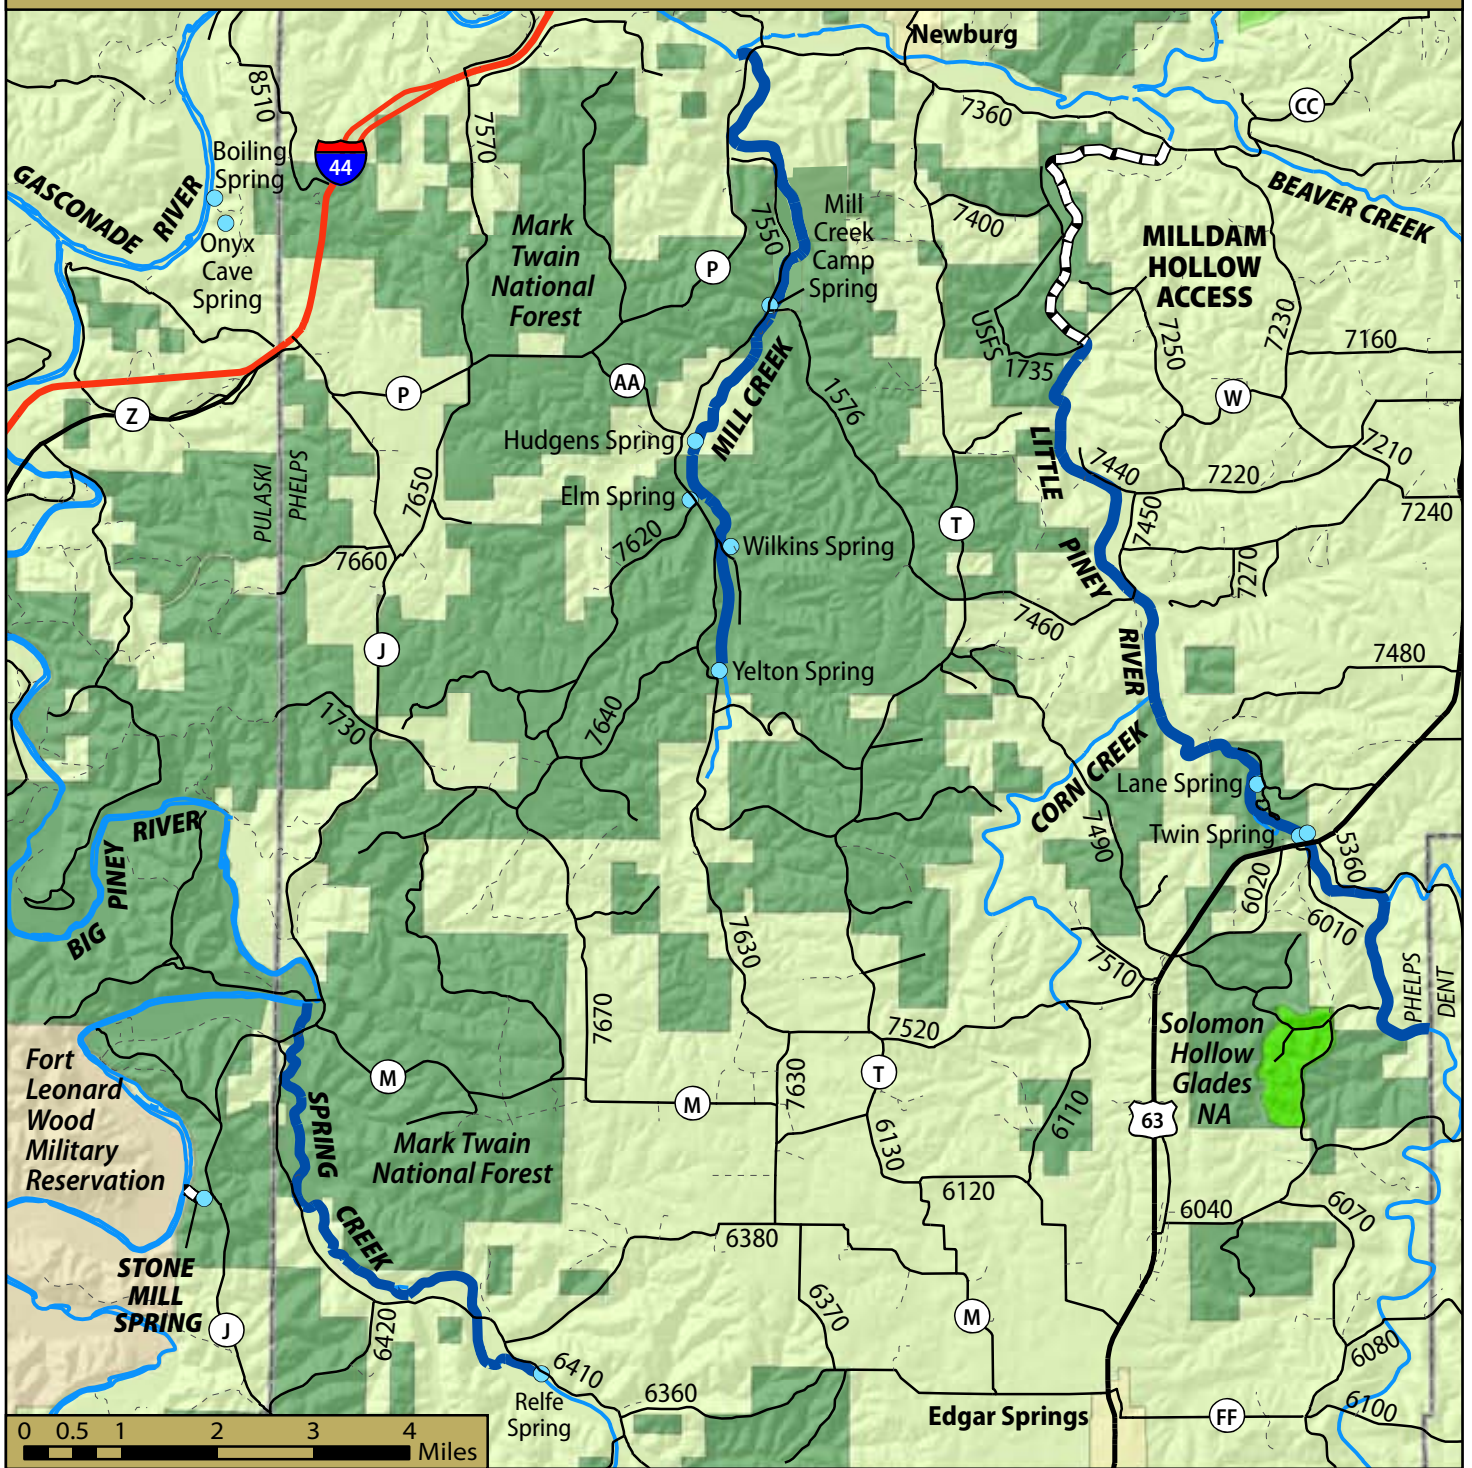 Newburg
8510
7570
7360
CC
Boiling
Spring
44
GASCONADE
RIVER
BEAVER CREEK
Onyx
Cave
Spring
Mark
Twain
National
Forest
P
7550
Mill
Creek
Camp
Spring
7400
MILLDAM
HOLLOW
ACCESS
USFS
1735
7250
7230
7160
Z
P
AA
MILL CREEK
1576
W
Hudgens Spring
LITTLE
PINEY
RIVER
7440
7220
7210
7240
PULASKI
PHELPS
7650
Elm Spring
7620
Wilkins Spring
T
7450
7270
7660
7460
J
Yelton Spring
7480
1730
7640
CORN CREEK
Lane Spring
Twin Spring
7490
5360
6020
6010
BIG
PINEY
RIVER
7630
7510
PHELPS
DENT
7670
7520
Solomon
Hollow
Glades
NA
Fort
Leonard
Wood
Military
Reservation
M
M
7630
T
6110
63
SPRING
CREEK
Mark Twain
National Forest
6130
6120
6040
6070
STONE
MILL
SPRING
6380
J
6420
6370
M
6080
6410
Relfe
Spring
6360
Edgar Springs
FF
6100
0 0.5 1 2 3 4
Miles